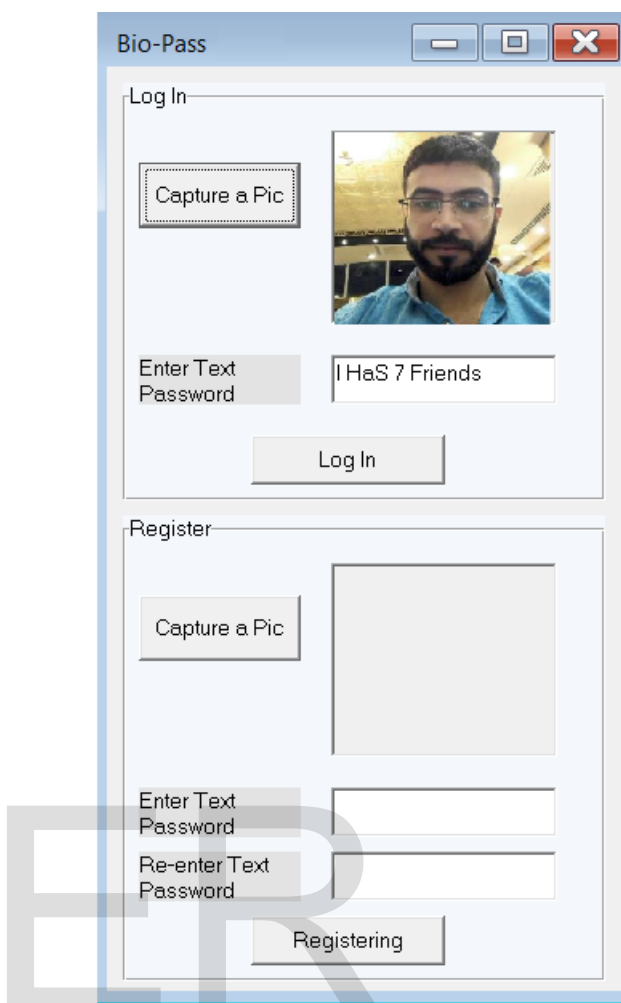 Bio-Pass
Log In
Capture a Pic
Enter Text
Password
I HaS 7 Friends
Log In
Register
Capture a Pic
Enter Text
Password
Re-enter Text
Password
Registering
ER